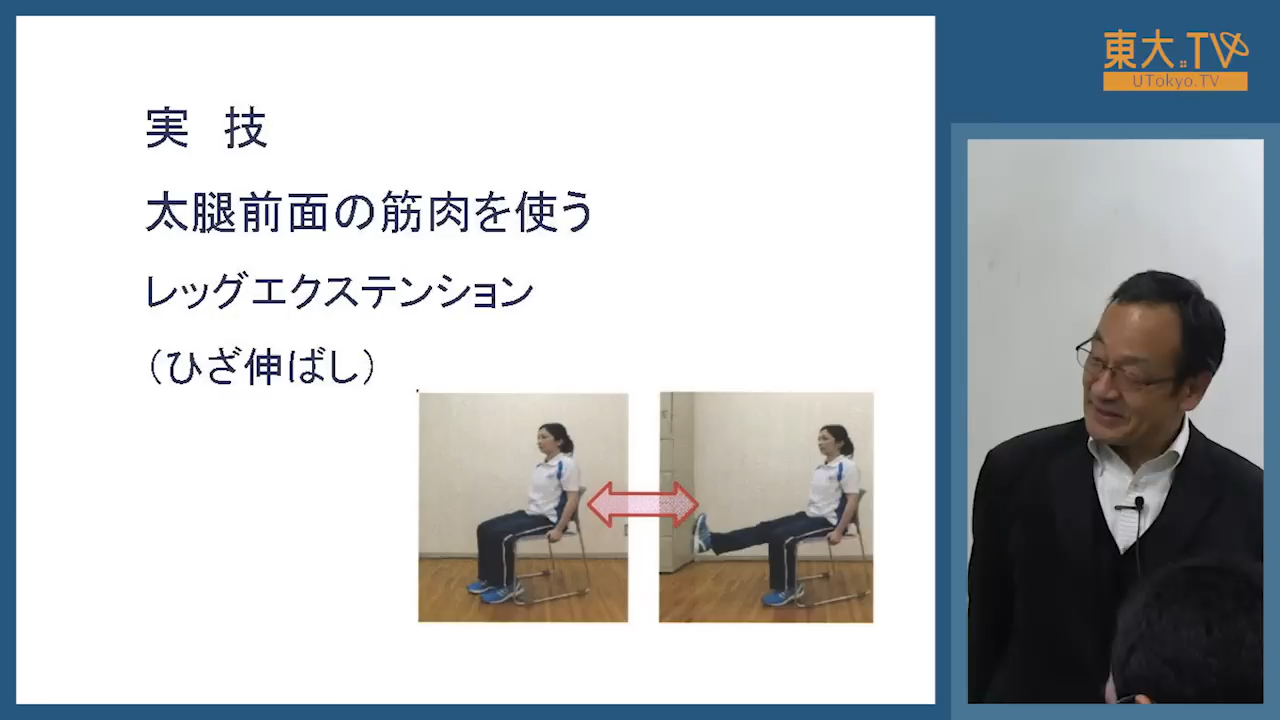 実　技
太腿前面の筋肉を使う
レッグエクステンション
（ひざ伸ばし）
東大.TV
UTokyo.TV